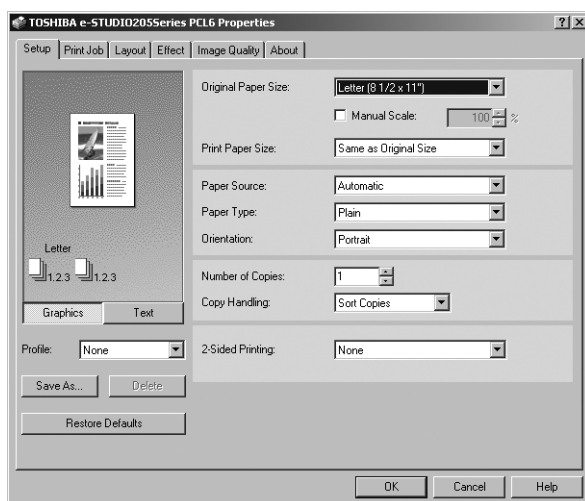 TOSHIBA e-STUDIO205Series PCL6 Properties
Setup Print Job Layout Effect Image Quality About
Original Paper Size: Letter (8 1/2 x 11")
Manual Scale: 100 %
Print Paper Size: Same as Original Size
Paper Source: Automatic
Paper Type: Plain
Orientation: Portrait
Letter
1.2.3 1.2.3
Number of Copies: 1
Copy Handling: Sort Copies
Graphics Text
Profile: None
2-Sided Printing: None
Save As... Delete
Restore Defaults
OK Cancel Help